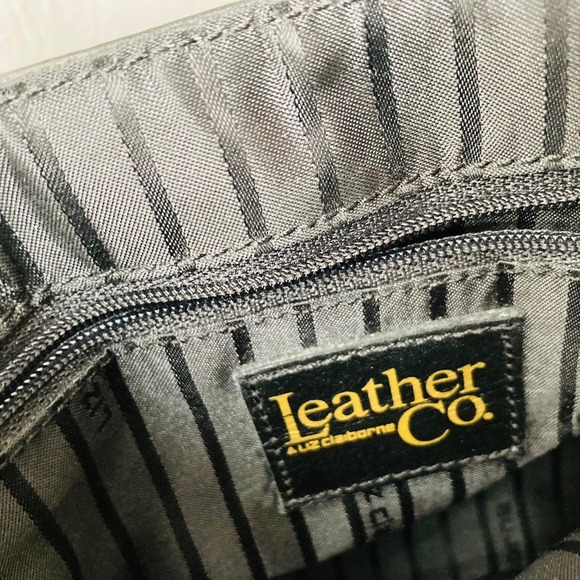 Leather
Co.
A LIZ claiborne